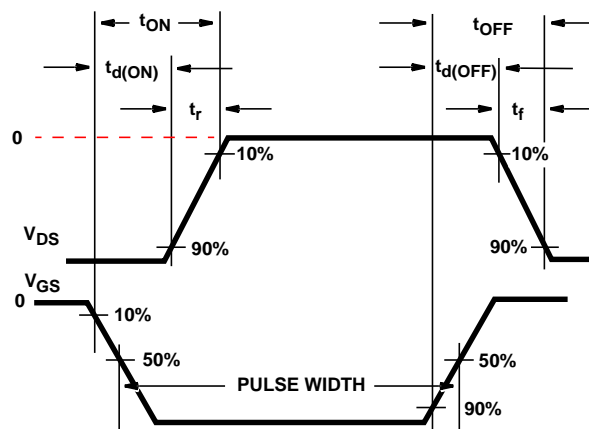 tON
tOFF
td(ON)
td(OFF)
tr
tf
0
10%
10%
VDS
90%
90%
VGS
0
10%
50%
50%
PULSE WIDTH
90%